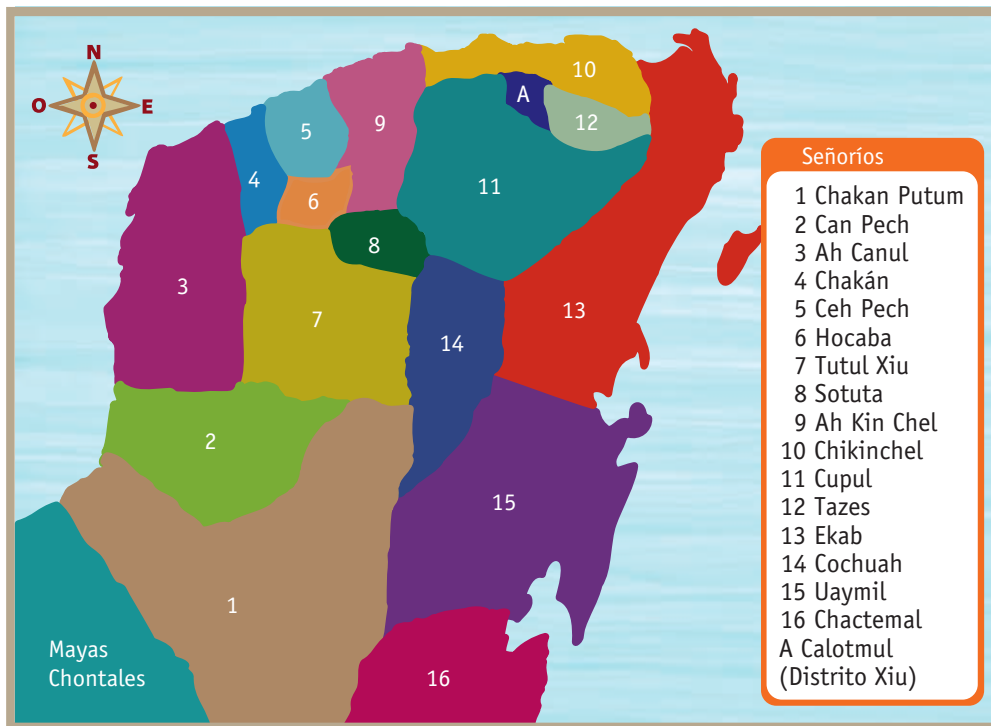 N
O
E
S
10
A
12
5
9
4
6
11
8
3
7
13
14
2
15
1
Mayas
Chontales
16
Señoríos
1 Chakan Putum
2 Can Pech
3 Ah Canul
4 Chakán
5 Ceh Pech
6 Hocaba
7 Tutul Xiu
8 Sotuta
9 Ah Kin Chel
10 Chikinchel
11 Cupul
12 Tazes
13 Ekab
14 Cochuah
15 Uaymil
16 Chactemal
A Calotmul
(Distrito Xiu)